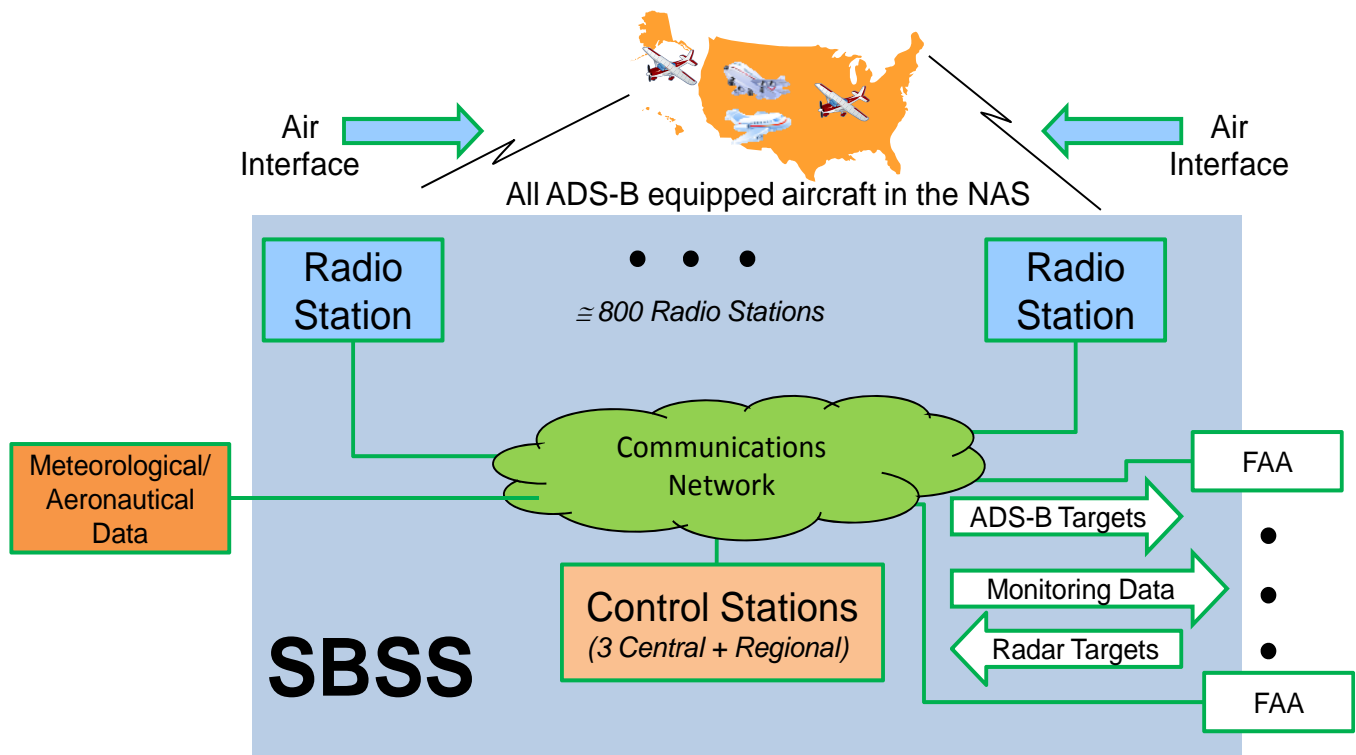 Air
Interface
Air
Interface
All ADS-B equipped aircraft in the NAS
Radio
Station
≅ 800 Radio Stations
Radio
Station
Communications
Network
Meteorological/
Aeronautical
Data
FAA
ADS-B Targets
Monitoring Data
Radar Targets
FAA
Control Stations
(3 Central + Regional)
SBSS